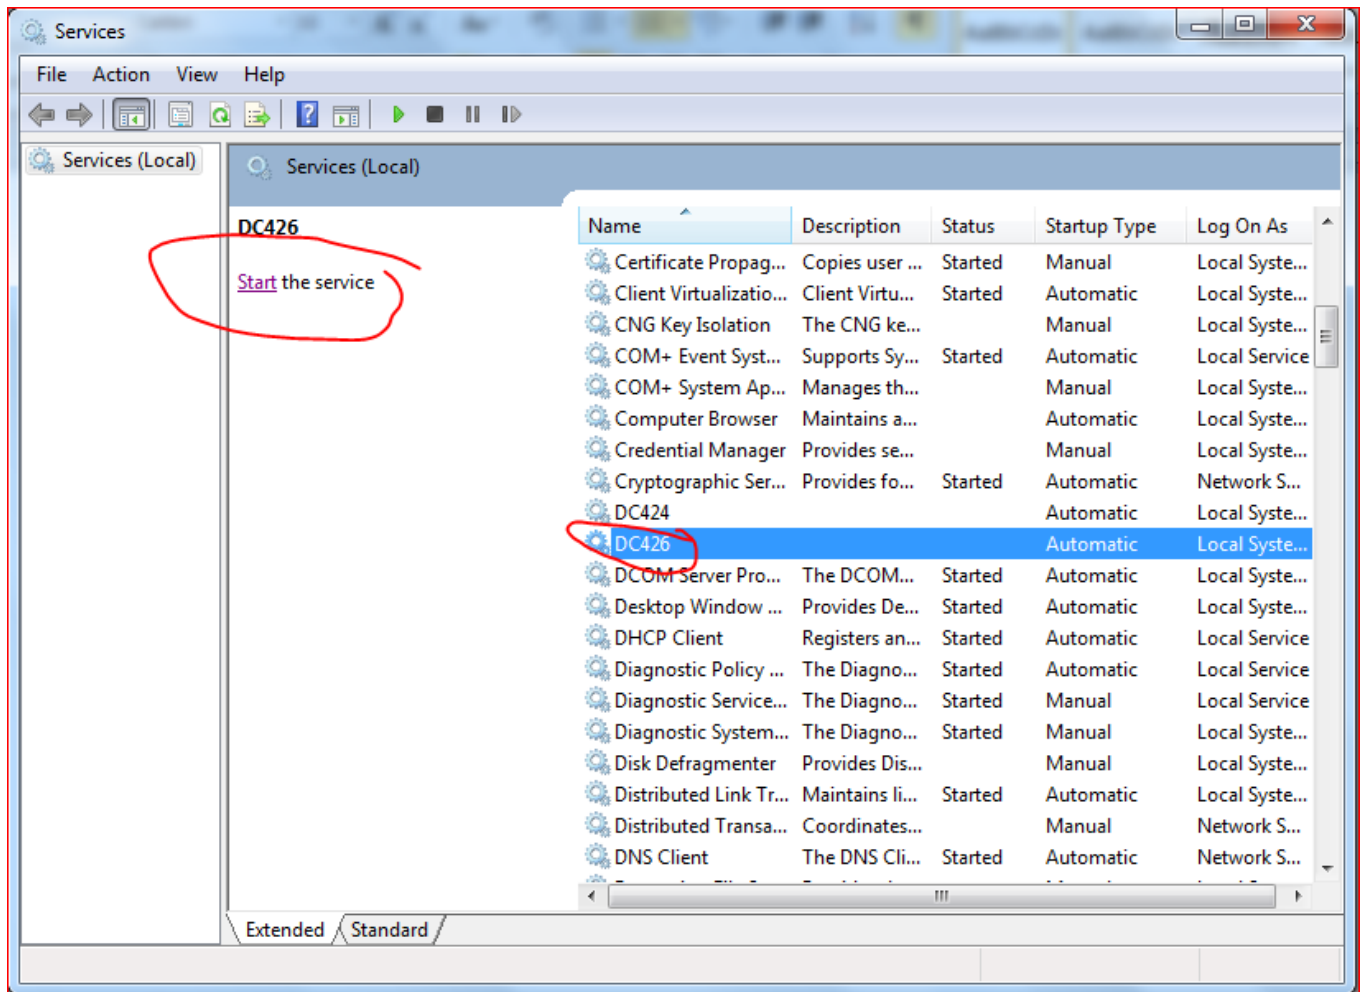 Services
File Action View Help
Services (Local)
Services (Local)
DC426
Start the service
Name Description Status Startup Type Log On As
Certificate Propag... Copies user ... Started Manual Local Syste...
Client Virtualizatio... Client Virtu... Started Automatic Local Syste...
CNG Key Isolation The CNG ke... Manual Local Syste...
COM+ Event Syst... Supports Sy... Started Automatic Local Service
COM+ System Ap... Manages th... Manual Local Syste...
Computer Browser Maintains a... Automatic Local Syste...
Credential Manager Provides se... Manual Local Syste...
Cryptographic Ser... Provides fo... Started Automatic Network S...
DC424 Automatic Local Syste...
DC426 Automatic Local Syste...
DCOM Server Pro... The DCOM... Started Automatic Local Syste...
Desktop Window ... Provides De... Started Automatic Local Syste...
DHCP Client Registers an... Started Automatic Local Service
Diagnostic Policy ... The Diagno... Started Automatic Local Service
Diagnostic Service... The Diagno... Started Manual Local Service
Diagnostic System... The Diagno... Started Manual Local Syste...
Disk Defragmenter Provides Dis... Manual Local Syste...
Distributed Link Tr... Maintains li... Started Automatic Local Syste...
Distributed Transa... Coordinates... Manual Network S...
DNS Client The DNS Cli... Started Automatic Network S...
Extended Standard